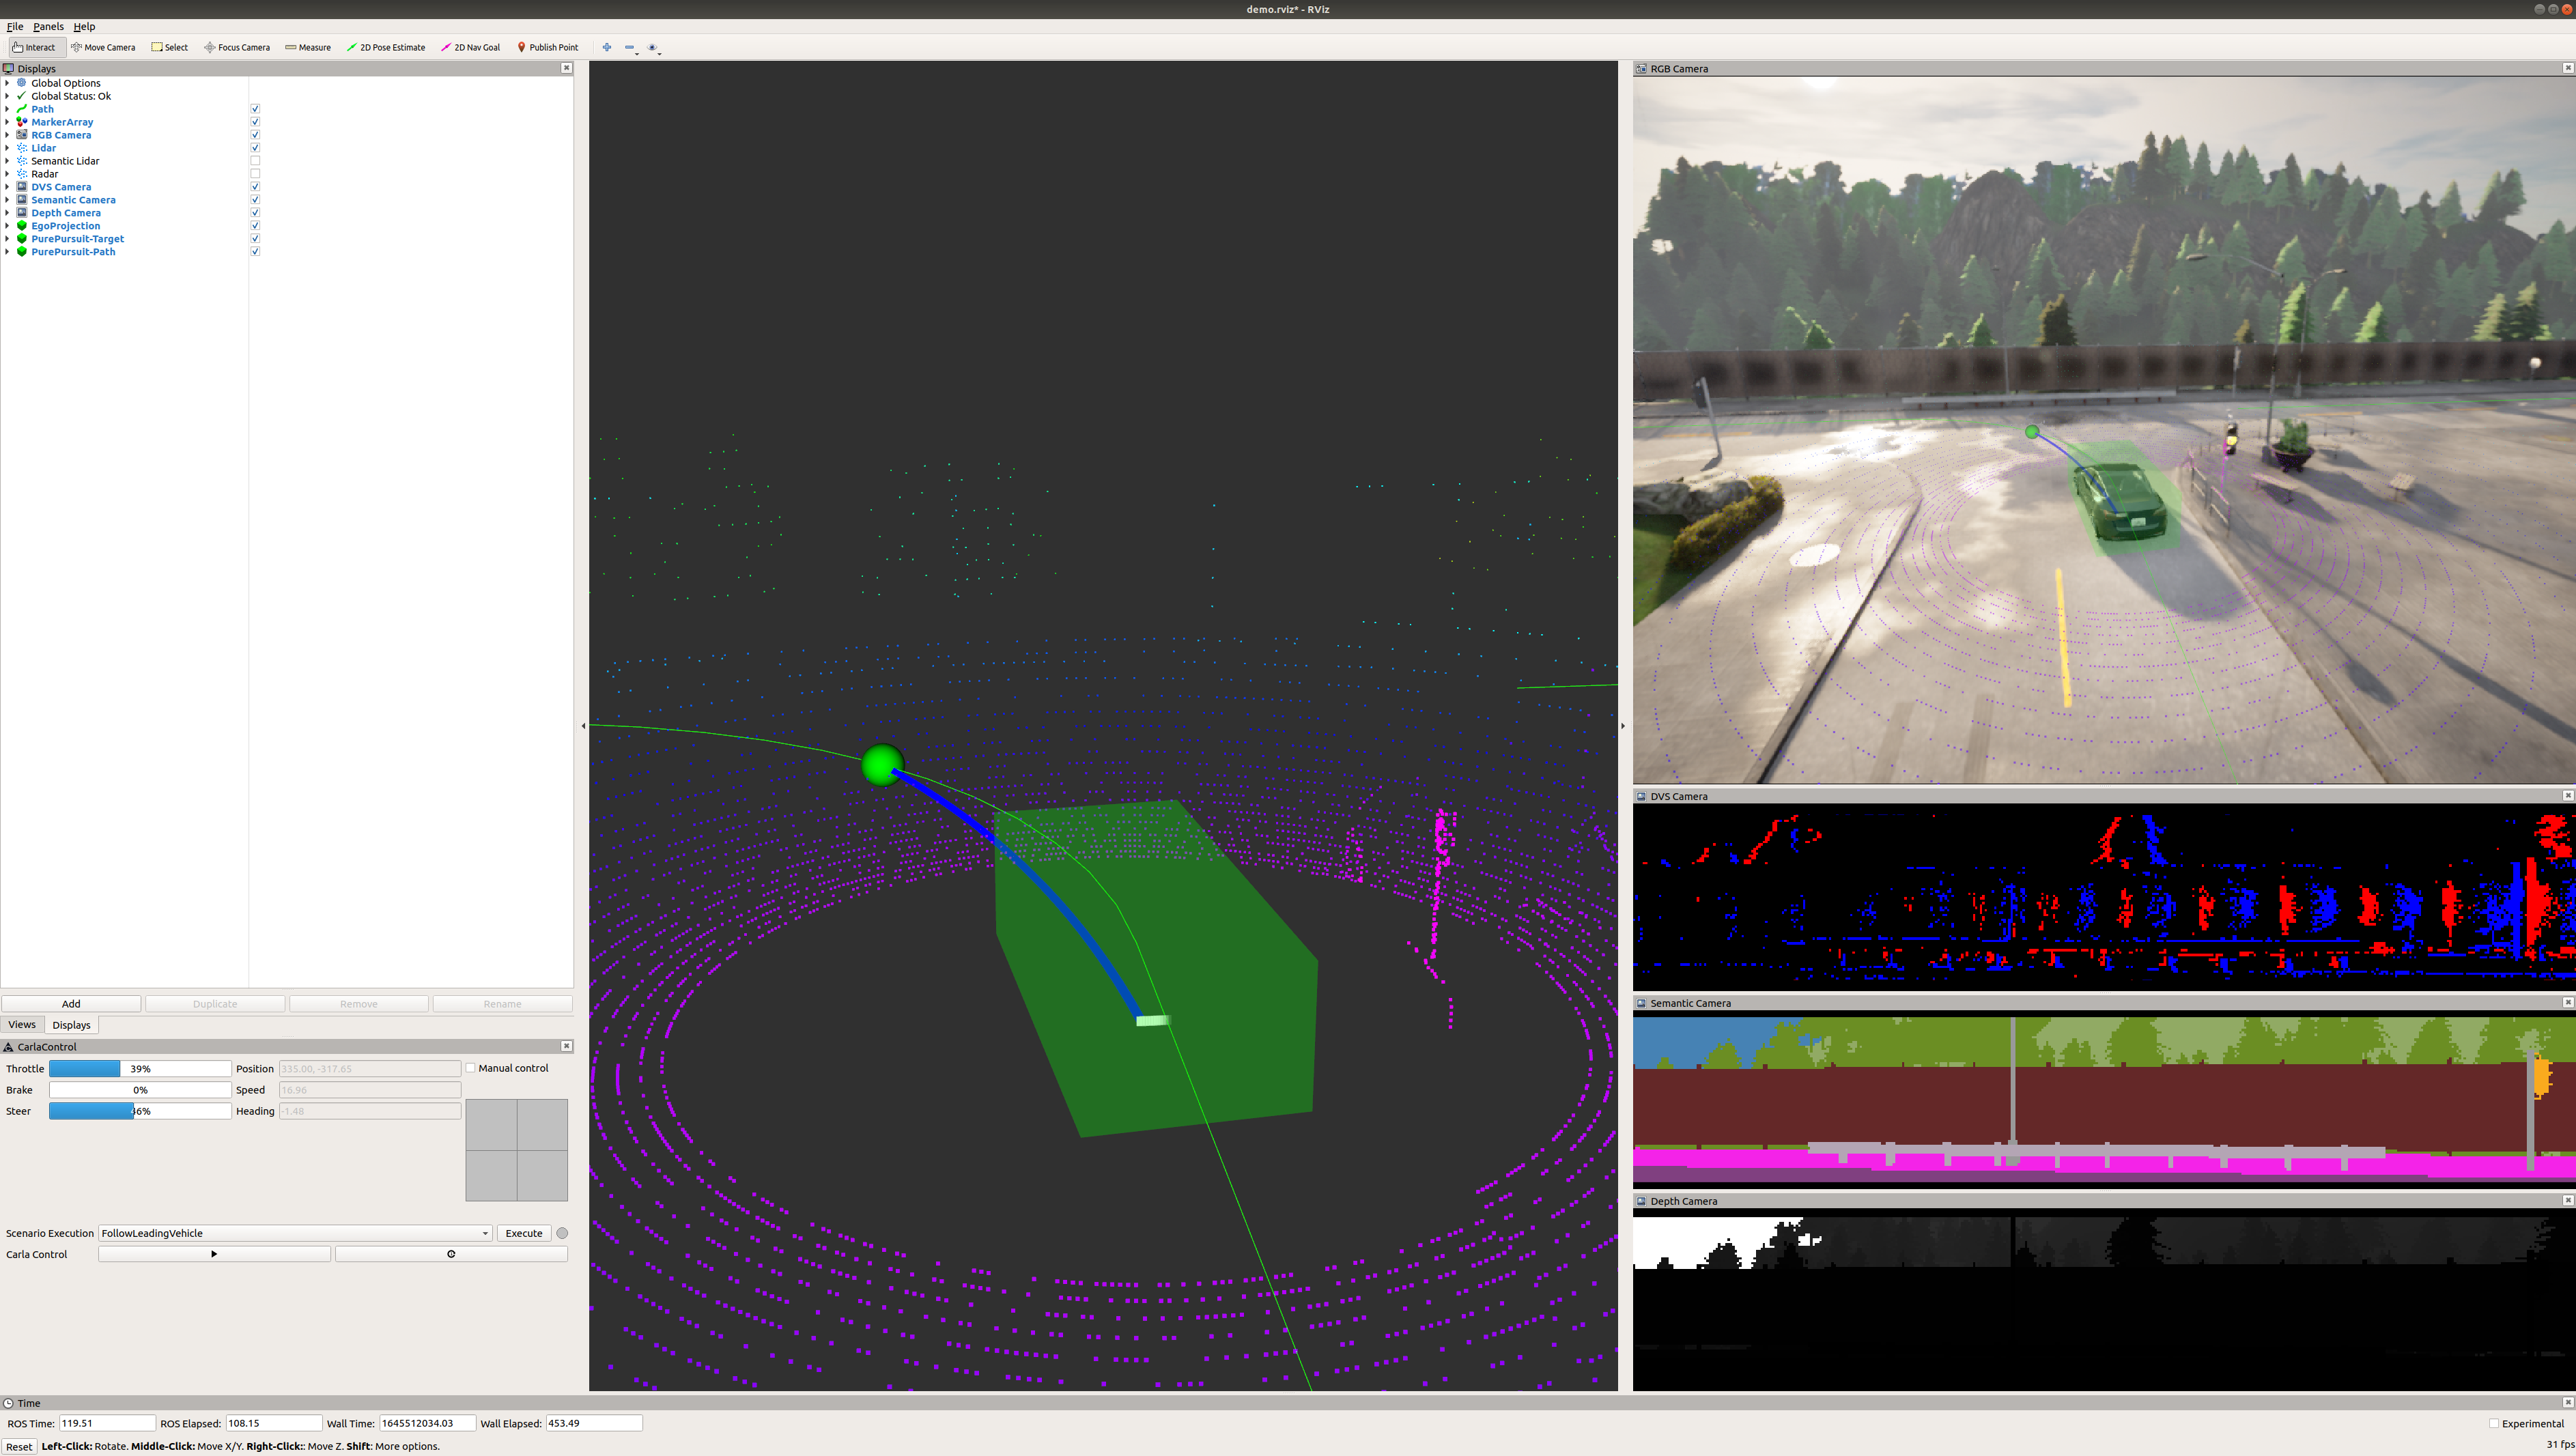 demo.rviz* - RViz
File Panels Help
Interact Move Camera Select Focus Camera Measure 2D Pose Estimate 2D Nav Goal Publish Point
Displays
Global Options
Global Status: Ok
Path
MarkerArray
RGB Camera
Lidar
Semantic Lidar
Radar
DVS Camera
Semantic Camera
Depth Camera
EgoProjection
PurePursuit-Target
PurePursuit-Path
Add Duplicate Remove Rename
Views Displays
CarlaControl
Throttle 39% Position 335.00, -317.65 Manual control
Brake 0% Speed 16.96
Steer 46% Heading -1.48
Scenario Execution FollowLeadingVehicle Execute
Carla Control
RGB Camera
DVS Camera
Semantic Camera
Depth Camera
Time
ROS Time: 119.51 ROS Elapsed: 108.15 Wall Time: 1645512034.03 Wall Elapsed: 453.49 Experimental
Reset Left-Click: Rotate. Middle-Click: Move X/Y. Right-Click:: Move Z. Shift: More options. 31 fps